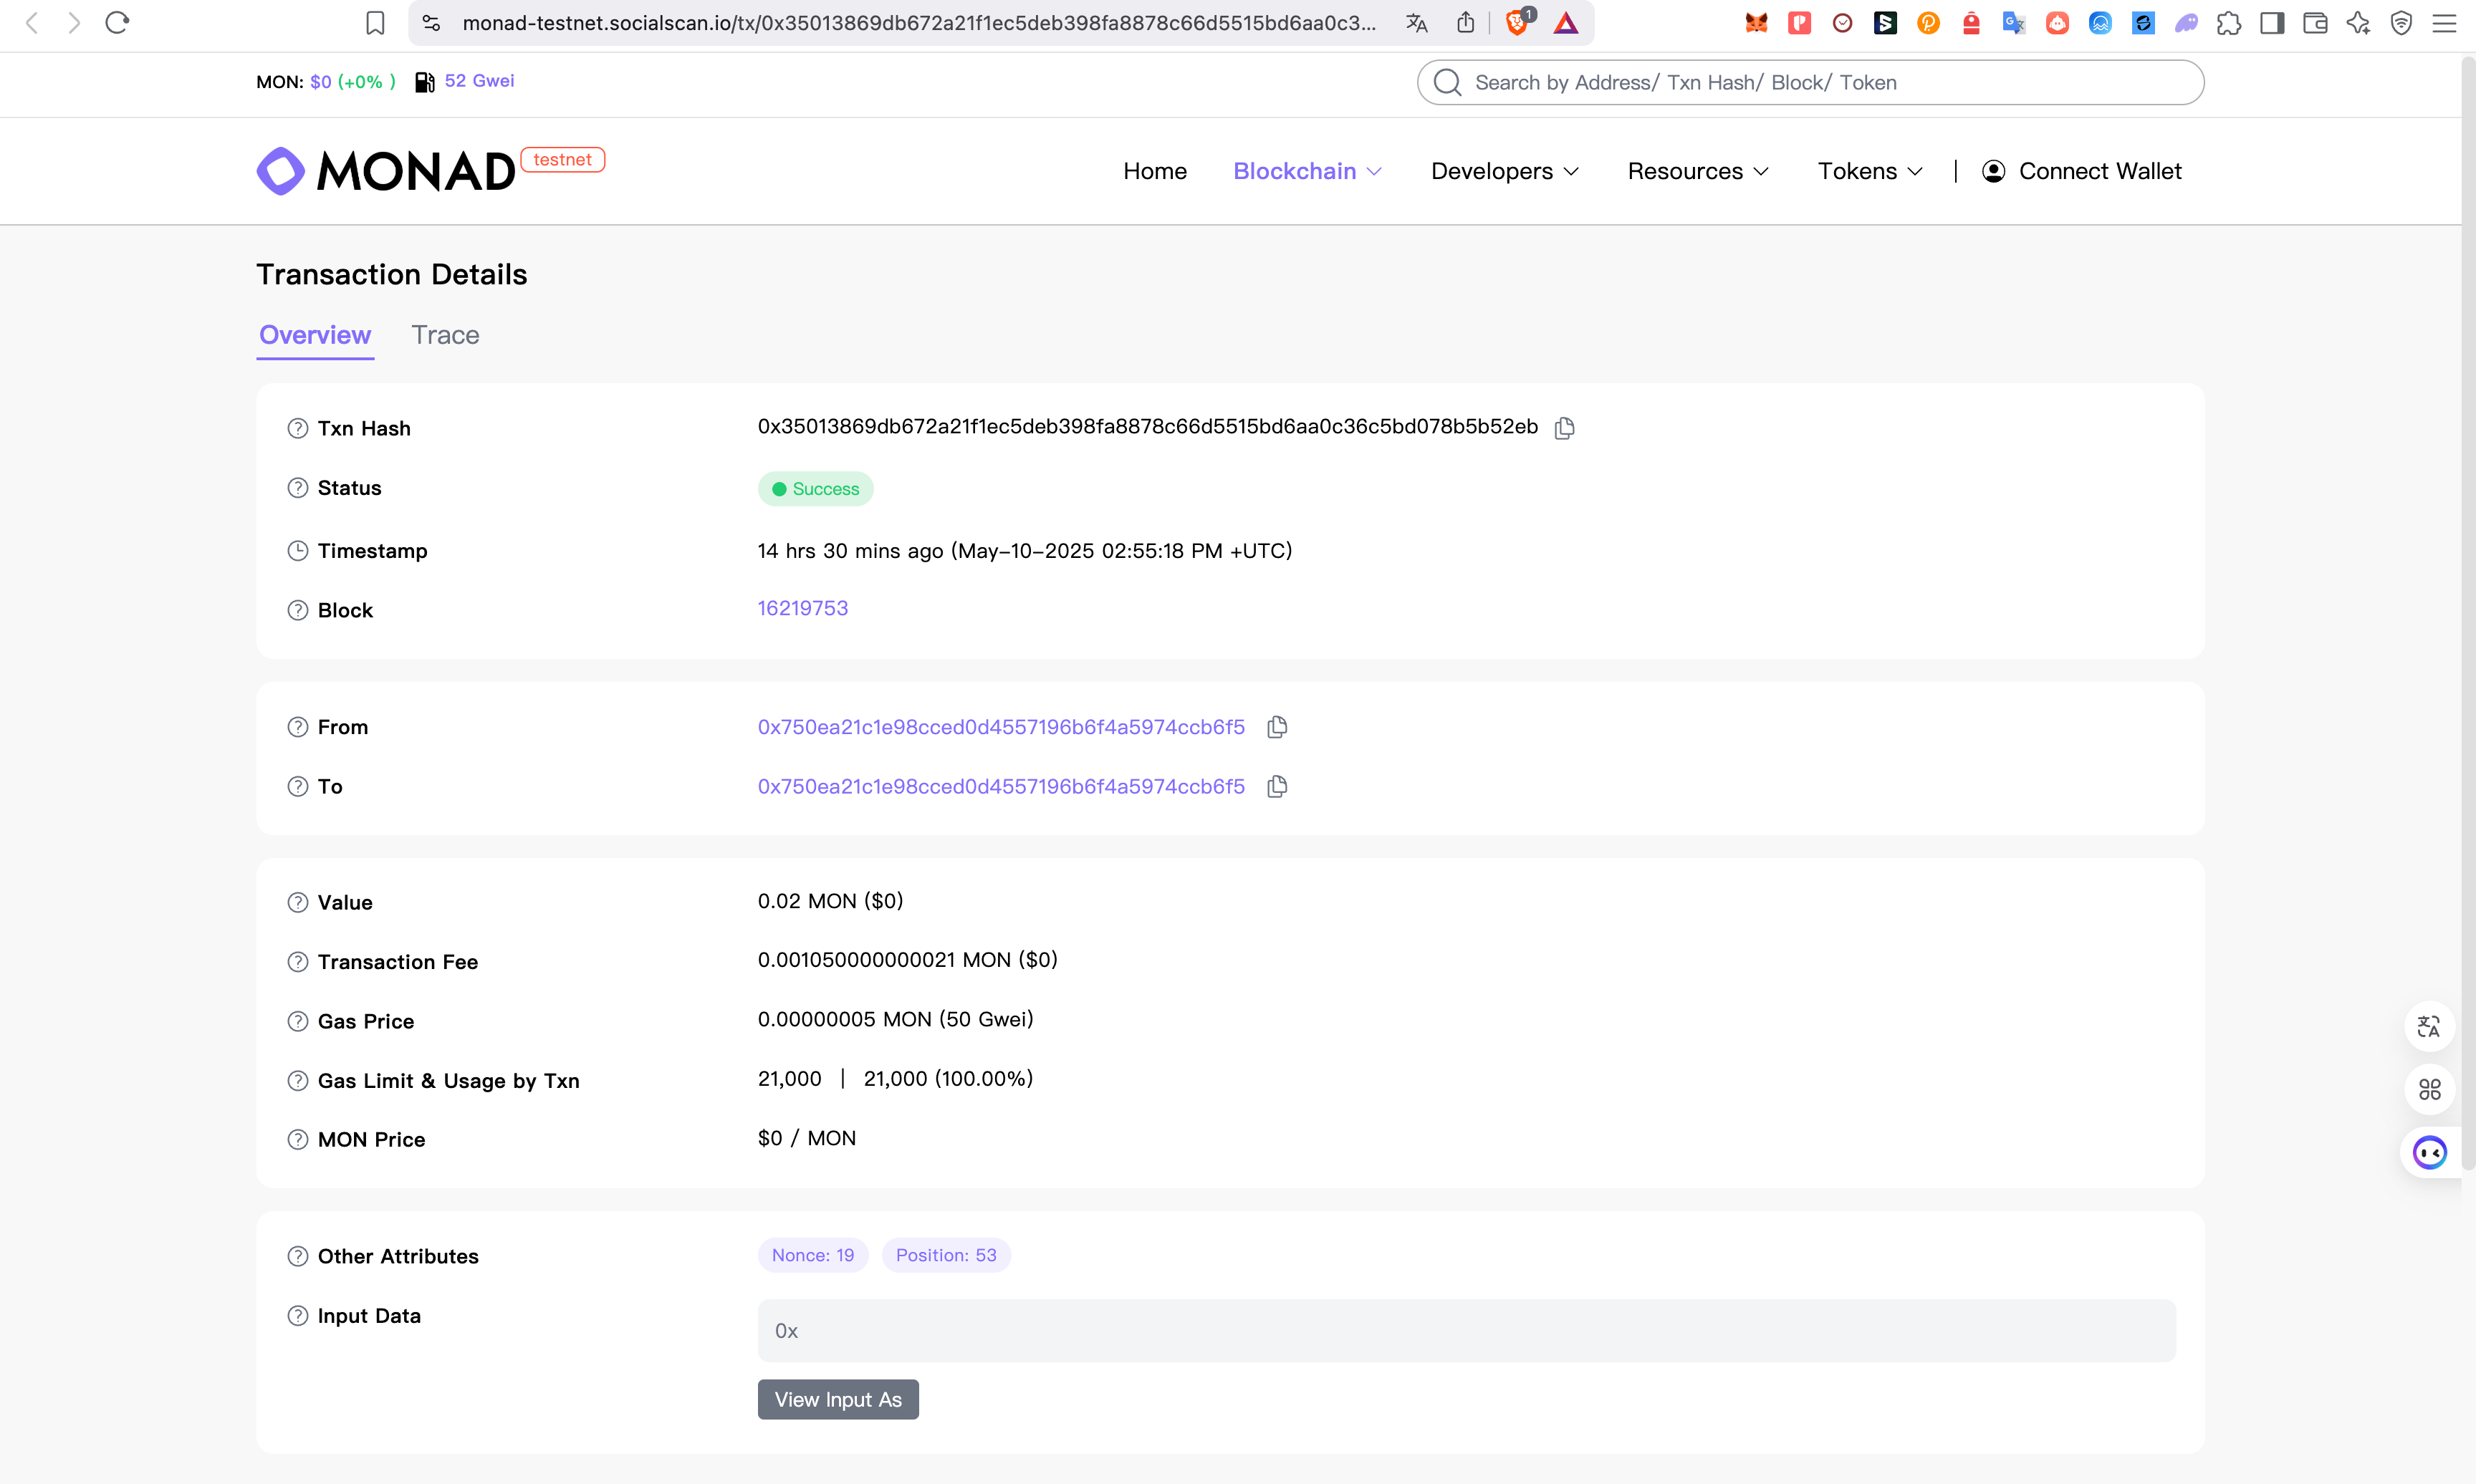 monad-testnet.socialscan.io/tx/0x35013869db672a21f1ec5deb398fa8878c66d5515bd6aa0c3...
1
MON: $0 (+0% ) 52 Gwei
Search by Address/ Txn Hash/ Block/ Token
MONAD testnet
Home Blockchain Developers Resources Tokens | Connect Wallet
Transaction Details
Overview Trace
Txn Hash 0x35013869db672a21f1ec5deb398fa8878c66d5515bd6aa0c36c5bd078b5b52eb
Status Success
Timestamp 14 hrs 30 mins ago (May-10-2025 02:55:18 PM +UTC)
Block 16219753
From 0x750ea21c1e98cced0d4557196b6f4a5974ccb6f5
To 0x750ea21c1e98cced0d4557196b6f4a5974ccb6f5
Value 0.02 MON ($0)
Transaction Fee 0.001050000000021 MON ($0)
Gas Price 0.00000005 MON (50 Gwei)
Gas Limit & Usage by Txn 21,000 | 21,000 (100.00%)
MON Price $0 / MON
Other Attributes Nonce: 19 Position: 53
Input Data 0x
View Input As